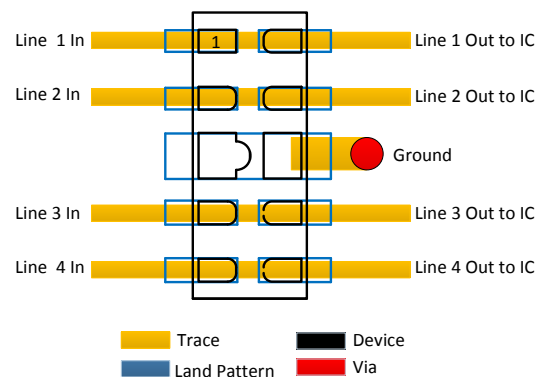 Line 1 In
1
Line 1 Out to IC
Line 2 In
Line 2 Out to IC
Ground
Line 3 In
Line 3 Out to IC
Line 4 In
Line 4 Out to IC
Trace
Device
Land Pattern
Via